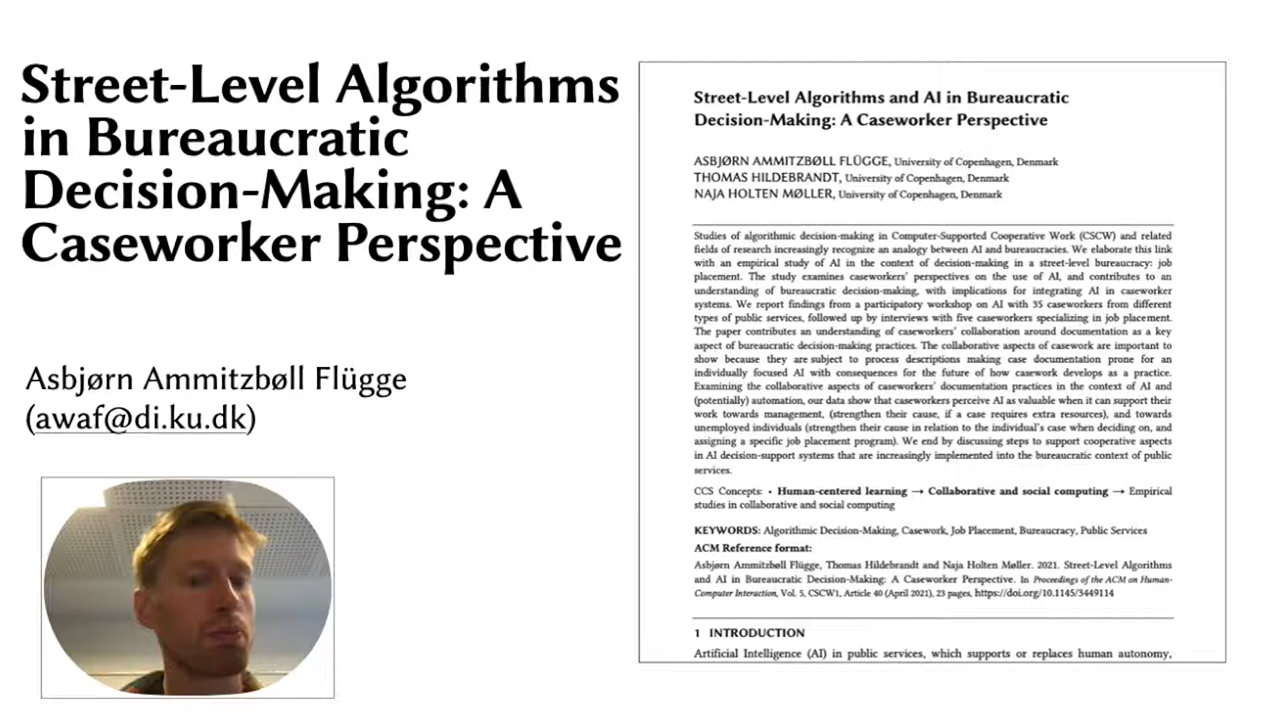 Street-Level Algorithms
in Bureaucratic
Decision-Making: A
Caseworker Perspective
Asbjørn Ammitzbøll Flügge
(awaf@di.ku.dk)
Street-Level Algorithms and AI in Bureaucratic
Decision-Making: A Caseworker Perspective
ASBJØRN AMMITZBØLL FLÜGGE, University of Copenhagen, Denmark
THOMAS HILDEBRANDT, University of Copenhagen, Denmark
NAJA HOLTEN MØLLER, University of Copenhagen, Denmark
Studies of algorithmic decision-making in Computer-Supported Cooperative Work (CSCW) and related
fields of research increasingly recognize an analogy between AI and bureaucracies. We elaborate this link
with an empirical study of AI in the context of decision-making in a street-level bureaucracy: job
placement. The study examines caseworkers' perspectives on the use of AI, and contributes to an
understanding of bureaucratic decision-making, with implications for integrating AI in caseworker
systems. We report findings from a participatory workshop on AI with 35 caseworkers from different
types of public services, followed up by interviews with five caseworkers specializing in job placement.
The paper contributes an understanding of caseworkers' collaboration around documentation as a key
aspect of bureaucratic decision-making practices. The collaborative aspects of casework are important to
show because they are subject to process descriptions making case documentation prone for an
individually focused AI with consequences for the future of how casework develops as a practice.
Examining the collaborative aspects of caseworkers' documentation practices in the context of AI and
(potentially) automation, our data show that caseworkers perceive AI as valuable when it can support their
work towards management, (strengthen their cause, if a case requires extra resources), and towards
unemployed individuals (strengthen their cause in relation to the individual's case when deciding on, and
assigning a specific job placement program). We end by discussing steps to support cooperative aspects
in AI decision-support systems that are increasingly implemented into the bureaucratic context of public
services.
CCS Concepts: • Human-centered learning → Collaborative and social computing → Empirical
studies in collaborative and social computing
KEYWORDS: Algorithmic Decision-Making, Casework, Job Placement, Bureaucracy, Public Services
ACM Reference format:
Asbjørn Ammitzbøll Flügge, Thomas Hildebrandt and Naja Holten Møller. 2021. Street-Level Algorithms
and AI in Bureaucratic Decision-Making: A Caseworker Perspective. In Proceedings of the ACM on Human-
Computer Interaction, Vol. 5, CSCW1, Article 40 (April 2021), 23 pages, https://doi.org/10.1145/3449114
1 INTRODUCTION
Artificial Intelligence (AI) in public services, which supports or replaces human autonomy,